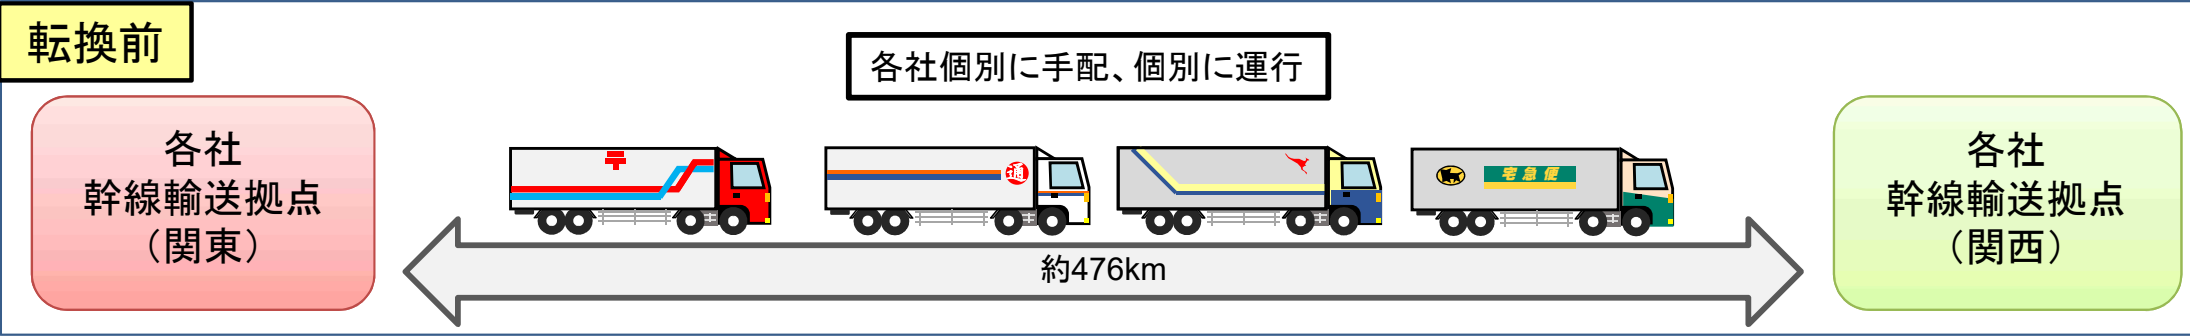 転換前
各社個別に手配、個別に運行
各社
幹線輸送拠点
（関東）
〒
通
宅急便
各社
幹線輸送拠点
（関西）
約476km